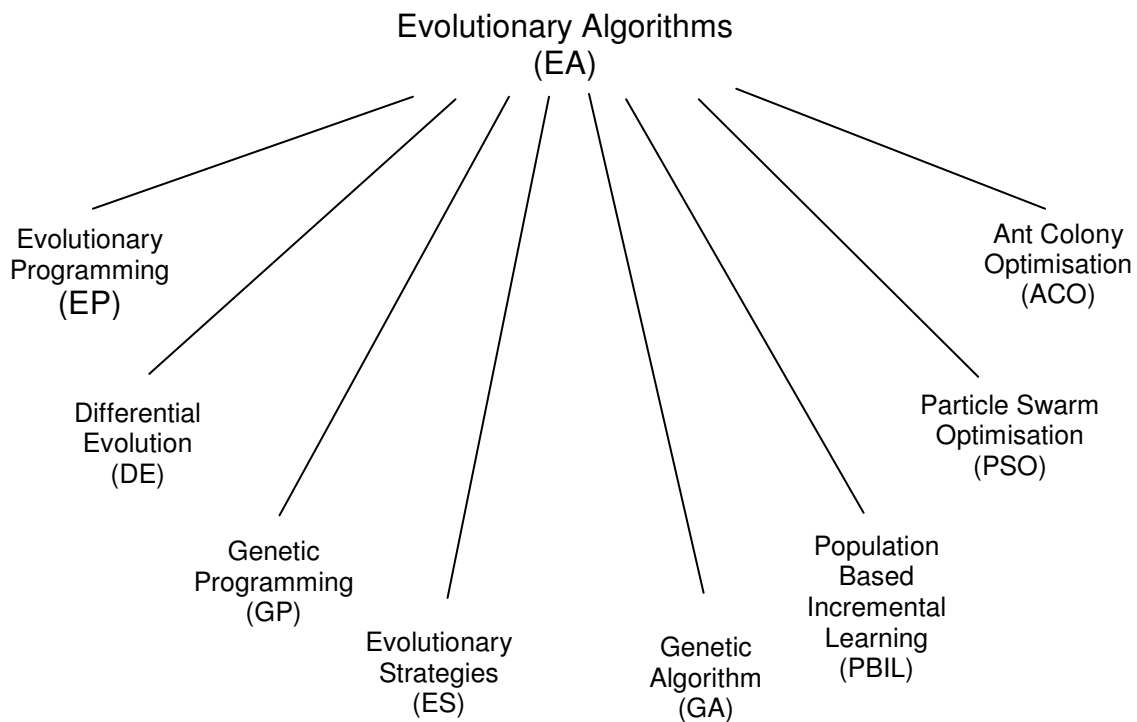 Evolutionary Algorithms
(EA)
Evolutionary
Programming
(EP)
Differential
Evolution
(DE)
Genetic
Programming
(GP)
Evolutionary
Strategies
(ES)
Genetic
Algorithm
(GA)
Population
Based
Incremental
Learning
(PBIL)
Particle Swarm
Optimisation
(PSO)
Ant Colony
Optimisation
(ACO)